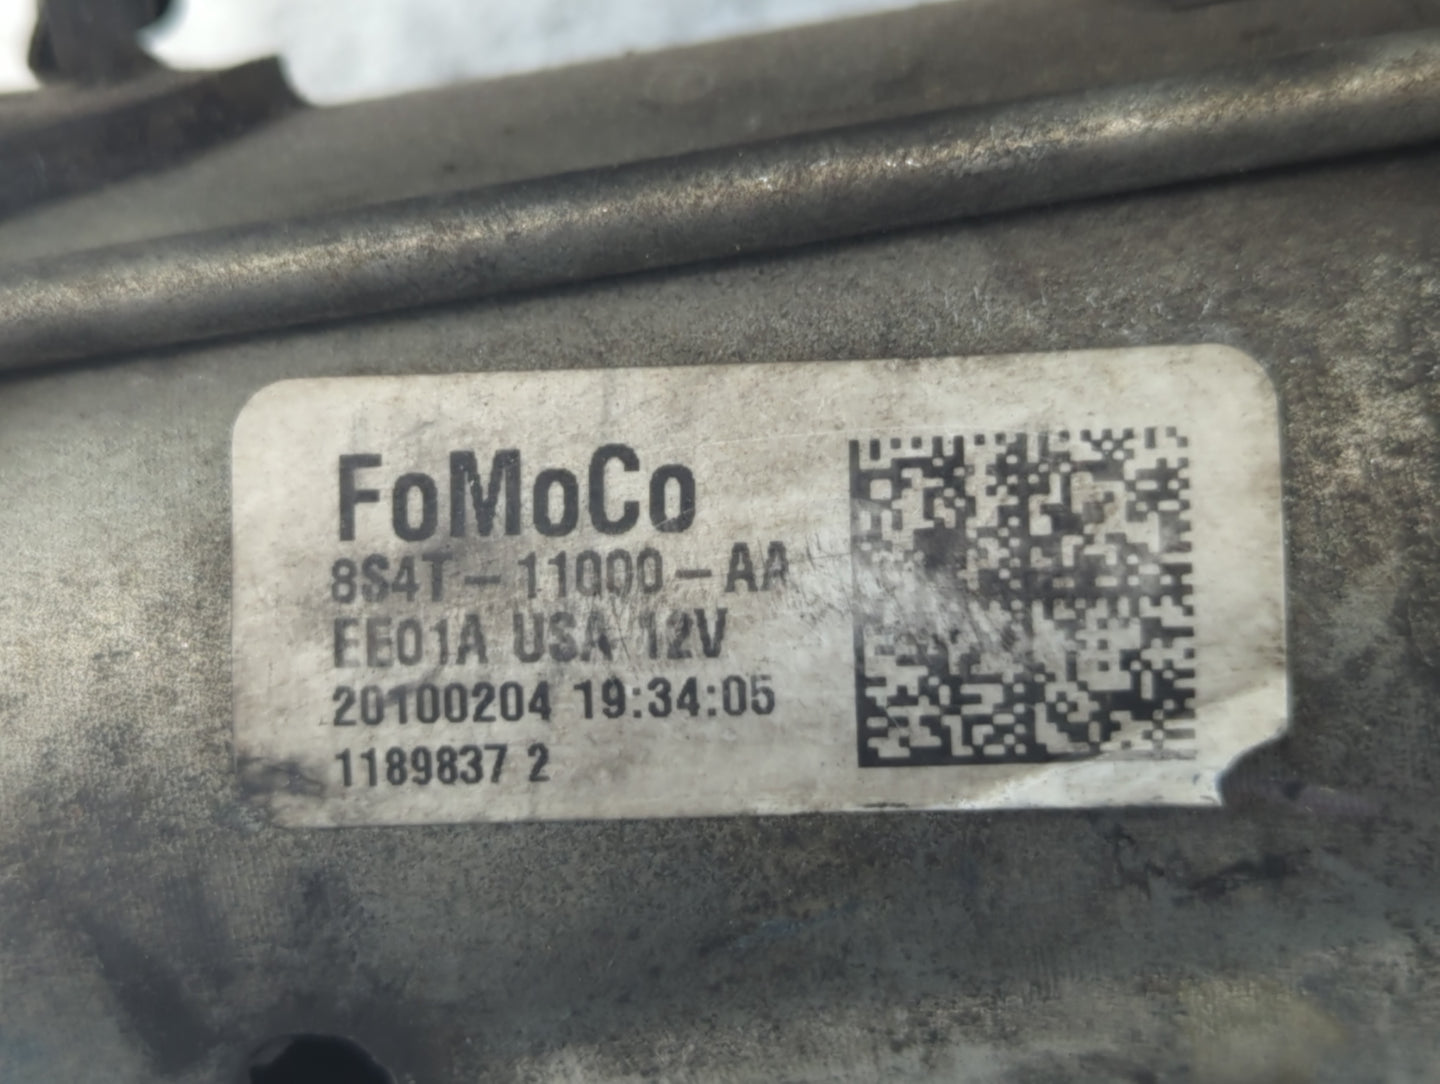 FoMoCo
8S4T-11000-AA
EE01A USA 12V
20100204 19:34:05
1189837 2